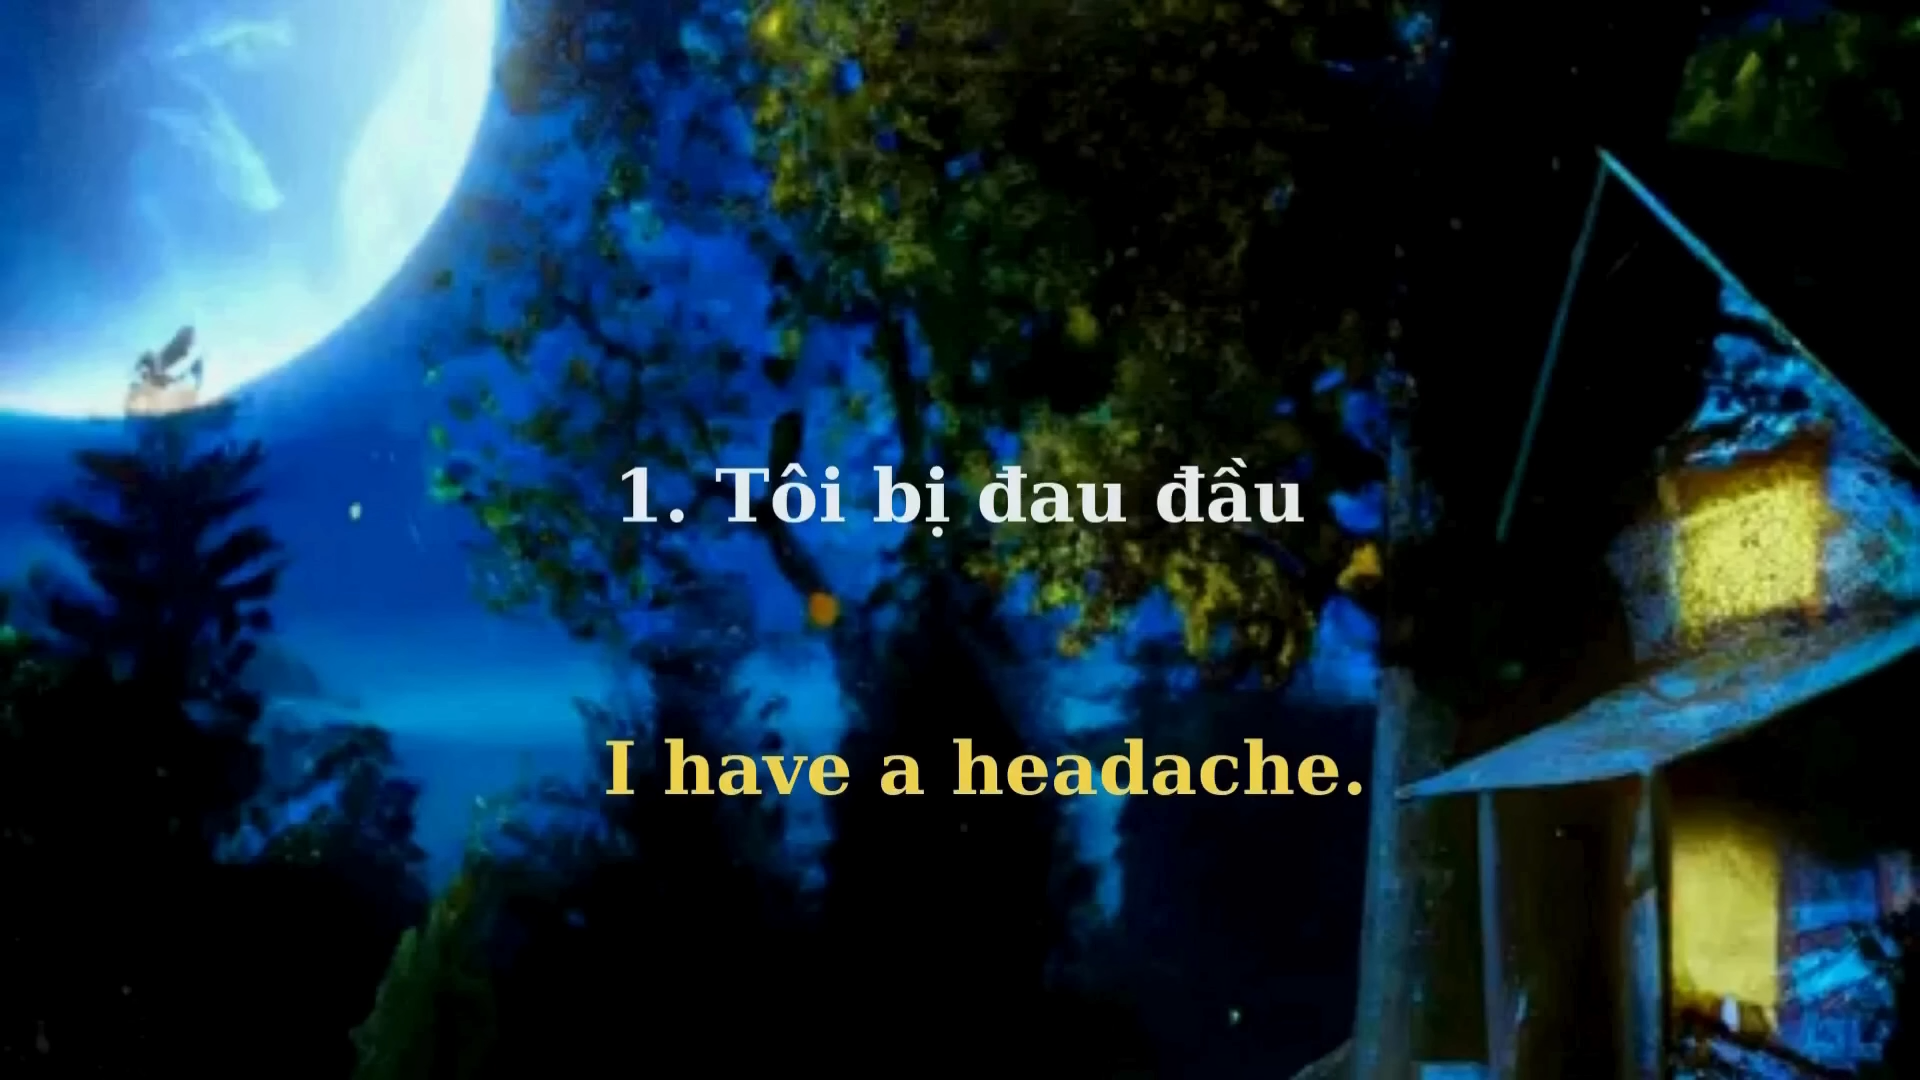 1. Tôi bị đau đầu
I have a headache.